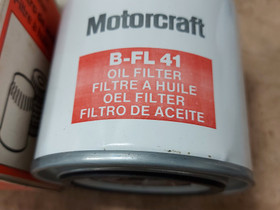 Motorcraft
B-FL 41
OIL FILTER
FILTRE A HUILE
OEL FILTER
FILTRO DE ACEITE